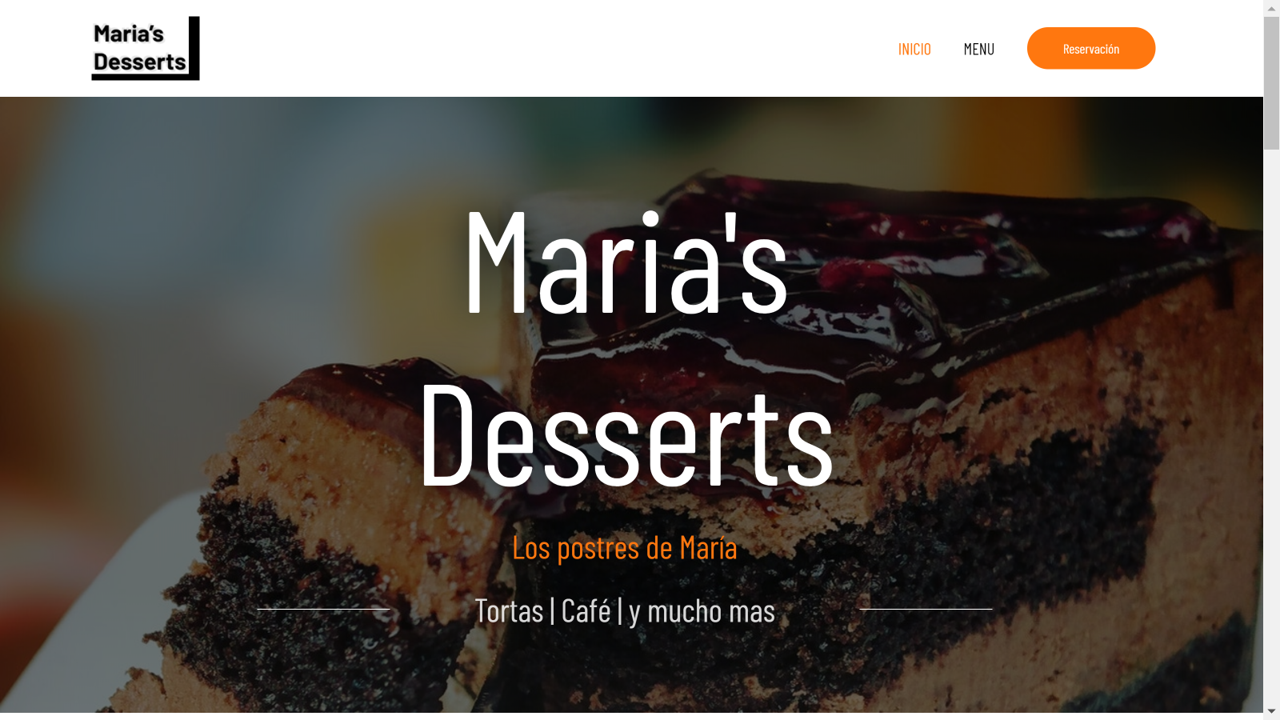 Maria's
Desserts
INICIO
MENU
Reservación
Maria's
Desserts
Los postres de María
Tortas | Café | y mucho mas